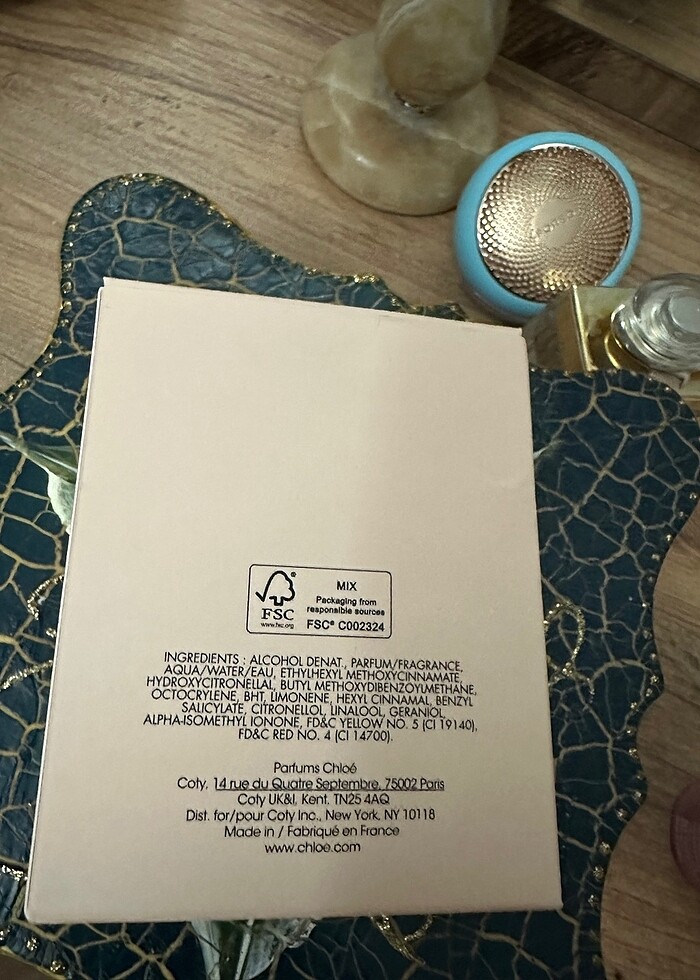 FSC®
www.fsc.org
MIX
Packaging from
responsible sources
FSC® C002324
INGREDIENTS : ALCOHOL DENAT., PARFUM/FRAGRANCE,
AQUA/WATER/EAU, ETHYLHEXYL METHOXYCINNAMATE,
HYDROXYCITRONELLAL, BUTYL METHOXYDIBENZOYLMETHANE,
OCTOCRYLENE, BHT, LIMONENE, HEXYL CINNAMAL, BENZYL
SALICYLATE, CITRONELLOL, LINALOOL, GERANIOL,
ALPHA-ISOMETHYL IONONE, FD&C YELLOW NO. 5 (CI 19140),
FD&C RED NO. 4 (CI 14700).
Parfums Chloé
Coty, 14 rue du Quatre Septembre, 75002 Paris
Coty UK&I, Kent. TN25 4AQ
Dist. for/pour Coty Inc., New York, NY 10118
Made in / Fabriqué en France
www.chloe.com